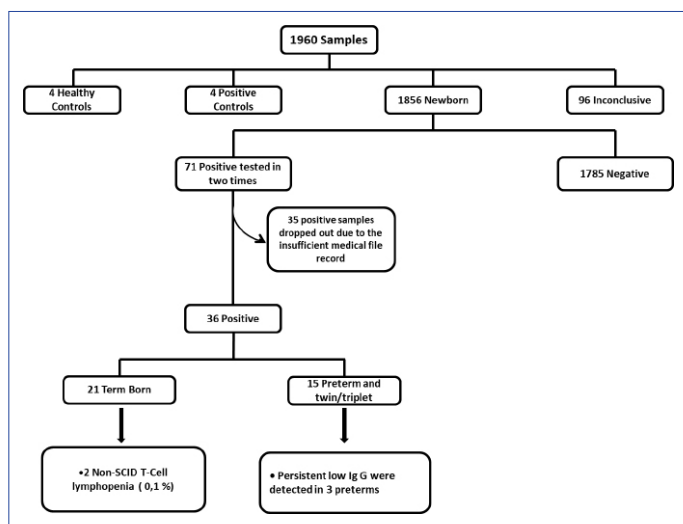 1960 Samples
4 Healthy
Controls
4 Positive
Controls
1856 Newborn
96 Inconclusive
71 Positive tested in
two times
1785 Negative
35 positive samples
dropped out due to the
insufficient medical file
record
36 Positive
21 Term Born
15 Preterm and
twin/triplet
•2 Non-SCID T-Cell
lymphopenia ( 0,1 %)
• Persistent low Ig G were
detected in 3 preterms